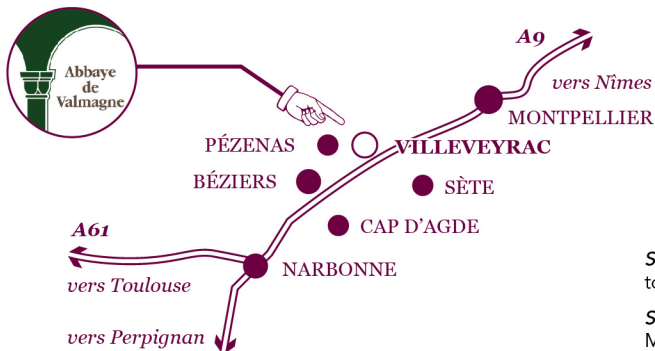 A9
Abbaye
de
Valmagne
vers Nîmes
MONTPELLIER
PÉZENAS
VILLEVEYRAC
BÉZIERS
SÈTE
CAP D'AGDE
A61
NARBONNE
vers Toulouse
vers Perpignan